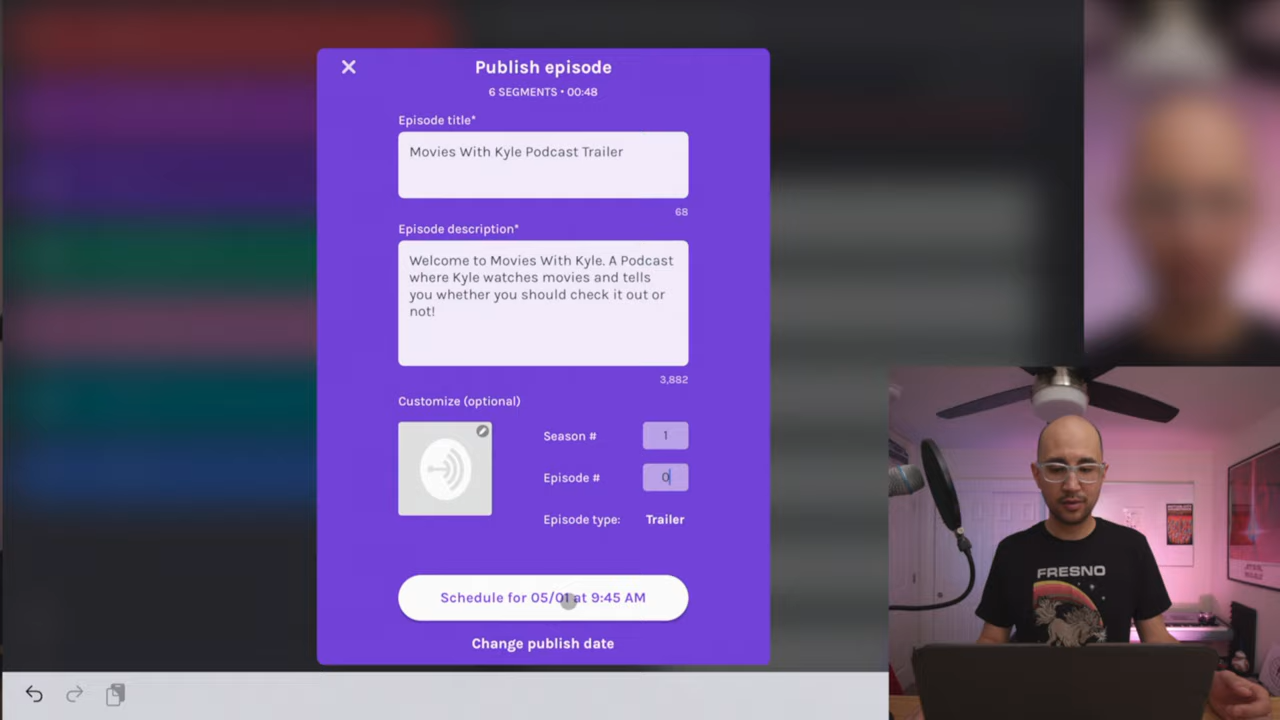 Publish episode
6 SEGMENTS • 00:48
Episode title*
Movies With Kyle Podcast Trailer
68
Episode description*
Welcome to Movies With Kyle. A Podcast
where Kyle watches movies and tells
you whether you should check it out or
not!
3,882
Customize (optional)
Season #
1
Episode #
0
Episode type:
Trailer
Schedule for 05/01 at 9:45 AM
Change publish date
FRESNO